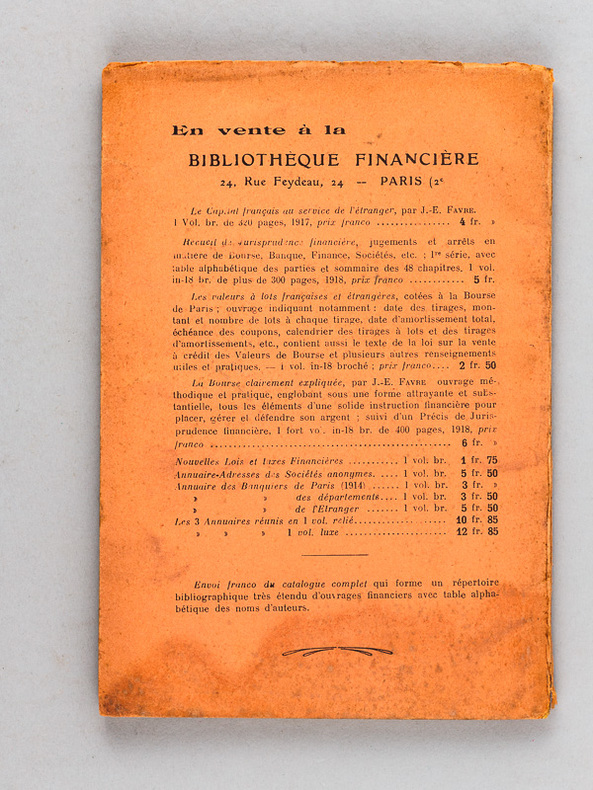 En vente à la
BIBLIOTHÈQUE FINANCIÈRE
24, Rue Feydeau, 24 — PARIS (2e
Le Capital français au service de l'étranger, par J.-E. FAVRE.
1 Vol. br. de 320 pages, 1917, prix franco ................ 4 fr. »
Recueil de jurisprudence financière, jugements et arrêts en
matière de Bourse, Banque, Finance, Sociétés, etc. ; 1re série, avec
table alphabétique des parties et sommaire des 48 chapitres, 1 vol.
in-18 br. de plus de 300 pages, 1918, prix franco ............ 5 fr.
Les valeurs à lots françaises et étrangères, cotées à la Bourse
de Paris ; ouvrage indiquant notamment : date des tirages, mon-
tant et nombre de lots à chaque tirage, date d'amortissement total,
échéance des coupons, calendrier des tirages à lots et des tirages
d'amortissements, etc., contient aussi le texte de la loi sur la vente
à crédit des Valeurs de Bourse et plusieurs autres renseignements
utiles et pratiques. — 1 vol. in-18 broché ; prix franco.... 2 fr. 50
La Bourse clairement expliquée, par J.-E. FAVRE ouvrage mé-
thodique et pratique, englobant sous une forme attrayante et subs-
tantielle, tous les éléments d'une solide instruction financière pour
placer, gérer et défendre son argent ; suivi d'un Précis de Juris-
prudence financière, 1 fort vol. in-18 br. de 400 pages, 1918, prix
franco .................................................... 6 fr. »
Nouvelles Lois et taxes Financières ........... 1 vol. br. 1 fr. 75
Annuaire-Adresses des Sociétés anonymes..... 1 vol. br. 5 fr. 50
Annuaire des Banquiers de Paris (1914) ...... 1 vol. br. 3 fr. »
» des départements.... 1 vol. br. 3 fr. 50
» de l'Etranger ....... 1 vol. br. 5 fr. 50
Les 3 Annuaires réunis en 1 vol. relié.................... 10 fr. 85
» » » 1 vol. luxe ...................... 12 fr. 85
Envoi franco du catalogue complet qui forme un répertoire
bibliographique très étendu d'ouvrages financiers avec table alpha-
bétique des noms d'auteurs.